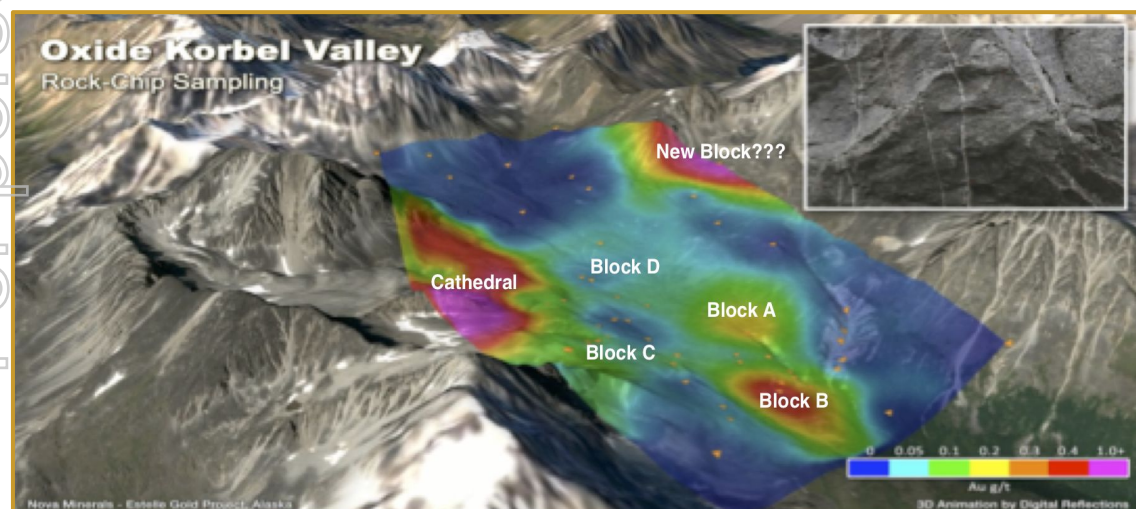 Oxide Korbel Valley
Rock-Chip Sampling
New Block???
Cathedral
Block D
Block A
Block C
Block B
0 0.05 0.1 0.2 0.3 0.4 1.0+
Au g/t
Nova Minerals - Estelle Gold Project, Alaska
3D Animation by Digital Reflections